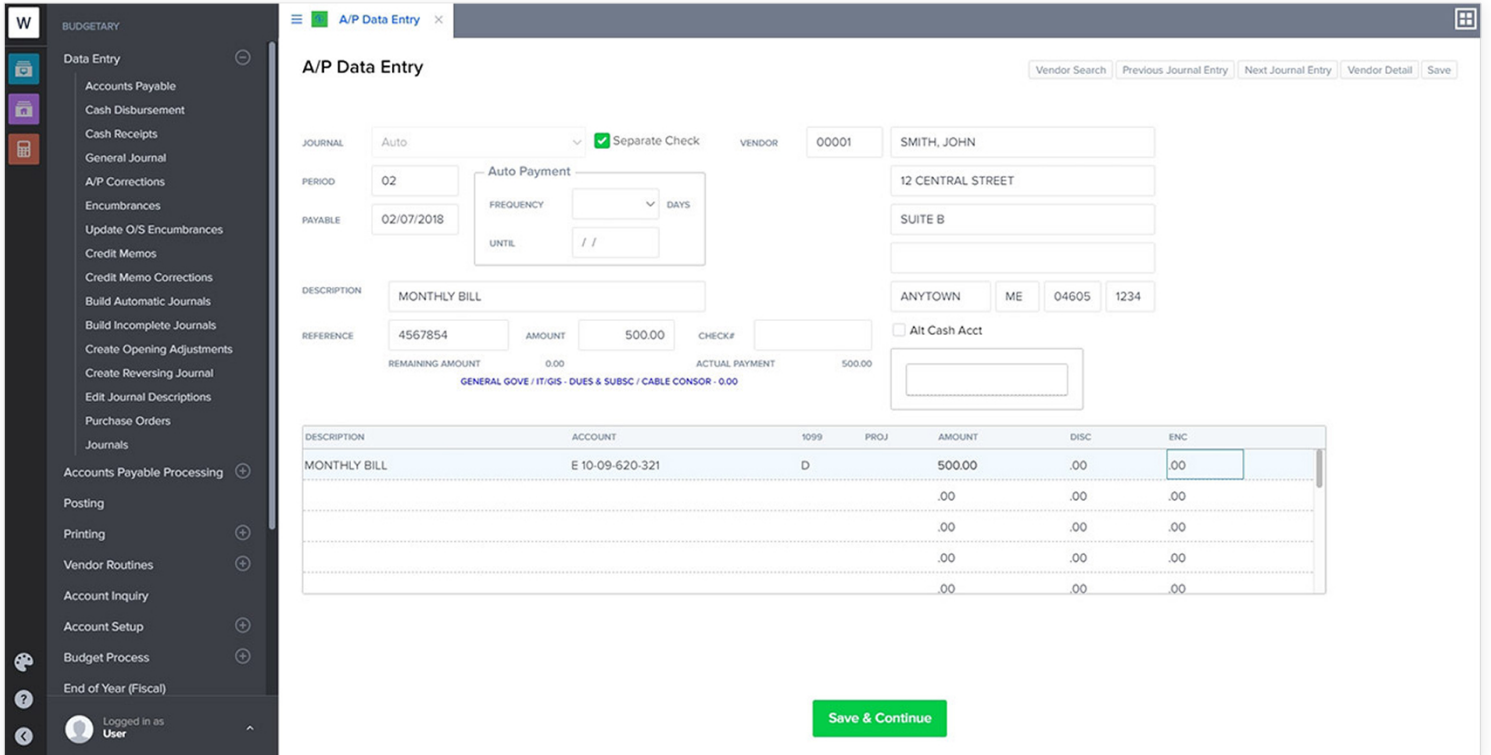 W
BUDGETARY
Data Entry
Accounts Payable
Cash Disbursement
Cash Receipts
General Journal
A/P Corrections
Encumbrances
Update O/S Encumbrances
Credit Memos
Credit Memo Corrections
Build Automatic Journals
Build Incomplete Journals
Create Opening Adjustments
Create Reversing Journal
Edit Journal Descriptions
Purchase Orders
Journals
Accounts Payable Processing
Posting
Printing
Vendor Routines
Account Inquiry
Account Setup
Budget Process
End of Year (Fiscal)
Logged in as
User
A/P Data Entry
A/P Data Entry
Vendor Search Previous Journal Entry Next Journal Entry Vendor Detail Save
JOURNAL Auto Separate Check VENDOR 00001 SMITH, JOHN
PERIOD 02 Auto Payment 12 CENTRAL STREET
FREQUENCY DAYS
PAYABLE 02/07/2018 SUITE B
UNTIL / /
DESCRIPTION MONTHLY BILL ANYTOWN ME 04605 1234
REFERENCE 4567854 AMOUNT 500.00 CHECK# Alt Cash Acct
REMAINING AMOUNT 0.00 ACTUAL PAYMENT 500.00
GENERAL GOVE / IT/GIS - DUES & SUBSC / CABLE CONSOR - 0.00
DESCRIPTION ACCOUNT 1099 PROJ AMOUNT DISC ENC
MONTHLY BILL E 10-09-620-321 D 500.00 .00 .00
.00 .00 .00
.00 .00 .00
.00 .00 .00
.00 .00 .00
Save & Continue